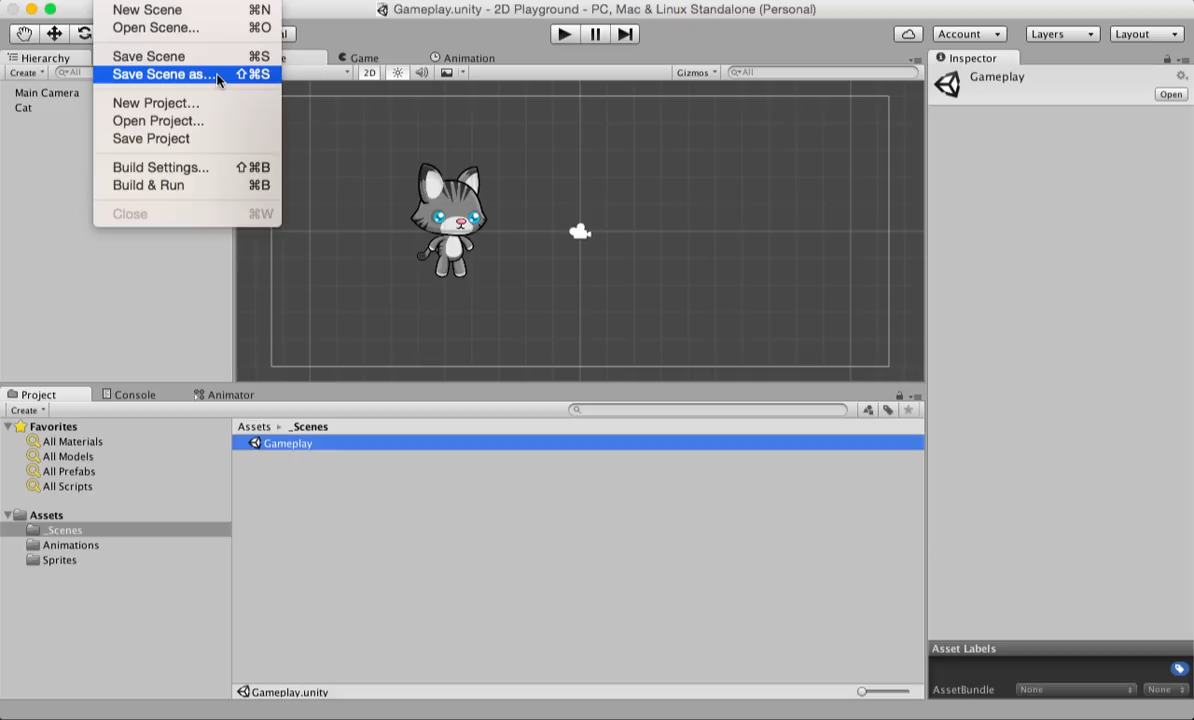 Gameplay.unity - 2D Playground - PC, Mac & Linux Standalone (Personal)
New Scene ⌘N
Open Scene... ⌘O
Save Scene ⌘S
Save Scene as... ⇧⌘S
New Project...
Open Project...
Save Project
Build Settings... ⇧⌘B
Build & Run ⌘B
Close ⌘W
Account
Layers
Layout
Hierarchy
Game
Animation
Inspector
Create
All
2D
Gizmos
All
Gameplay
Open
Main Camera
Cat
Project
Console
Animator
Create
Favorites
All Materials
All Models
All Prefabs
All Scripts
Assets
_Scenes
Animations
Sprites
Assets ▸ _Scenes
Gameplay
Gameplay.unity
Asset Labels
AssetBundle None None